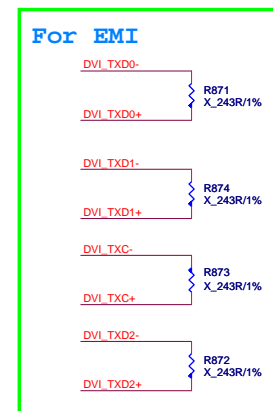 For EMI
DVI_TXD0-
R871
X_243R/1%
DVI_TXD0+
DVI_TXD1-
R874
X_243R/1%
DVI_TXD1+
DVI_TXC-
R873
X_243R/1%
DVI_TXC+
DVI_TXD2-
R872
X_243R/1%
DVI_TXD2+